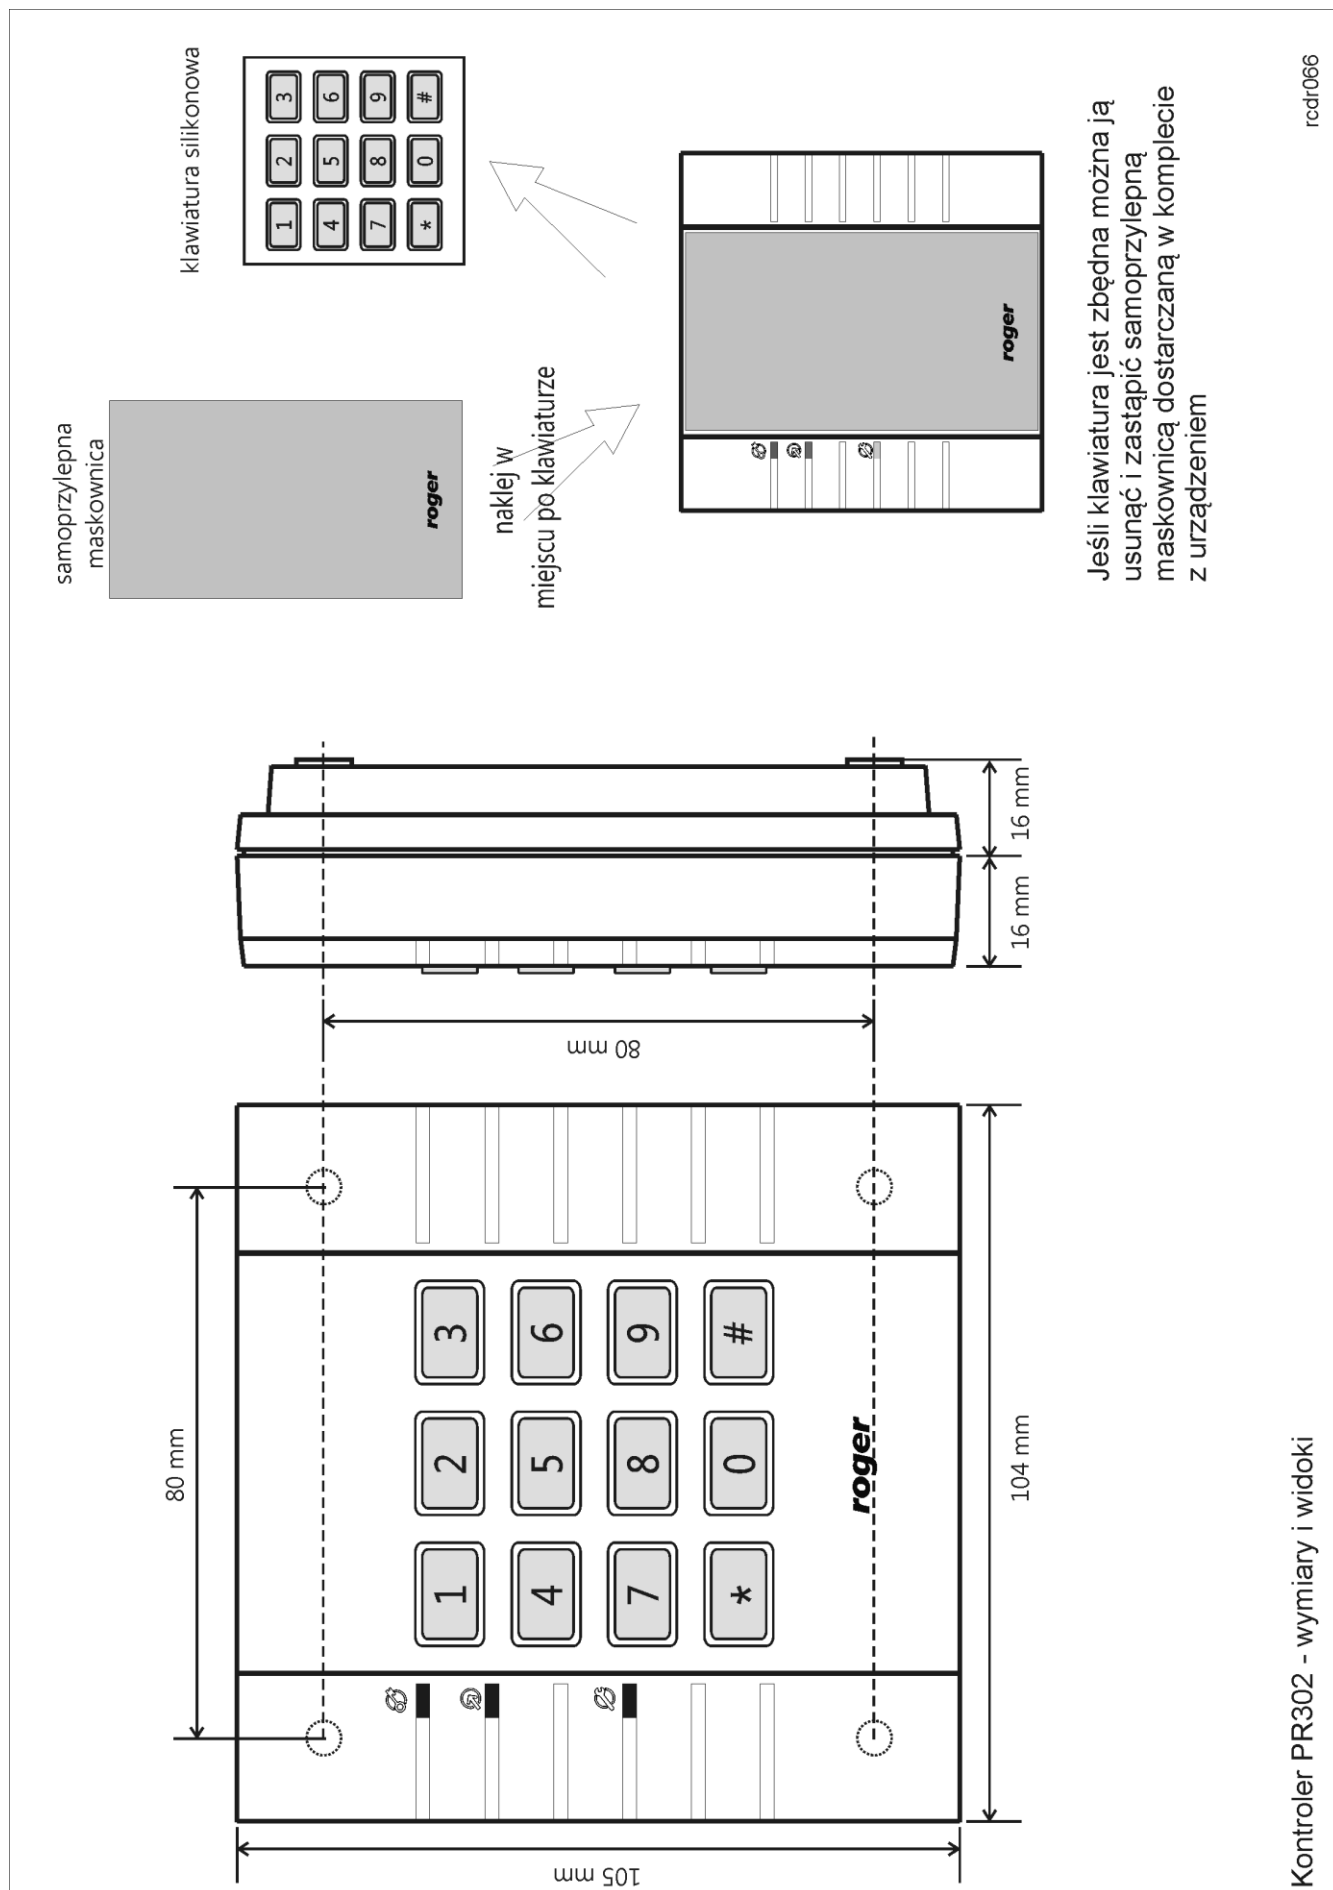 105 mm
80 mm
104 mm
1
2
3
4
5
6
7
8
9
*
0
#
roger
80 mm
16 mm
16 mm
samoprzylepna
maskownica
roger
klawiatura silikonowa
1
2
3
4
5
6
7
8
9
*
0
#
naklej w
miejscu po klawiaturze
roger
Jeśli klawiatura jest zbędna można ją
usunąć i zastąpić samoprzylepną
maskownicą dostarczaną w komplecie
z urządzeniem
Kontroler PR302 - wymiary i widoki
rcdr066